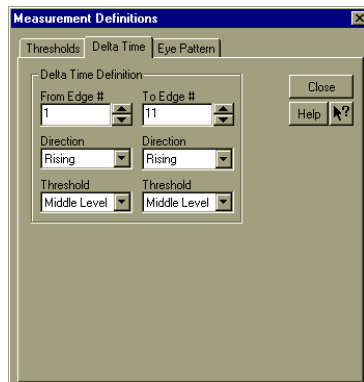 Measurement Definitions
Thresholds Delta Time Eye Pattern
Delta Time Definition
From Edge # To Edge #
1 11
Direction Direction
Rising Rising
Threshold Threshold
Middle Level Middle Level
Close
Help ?